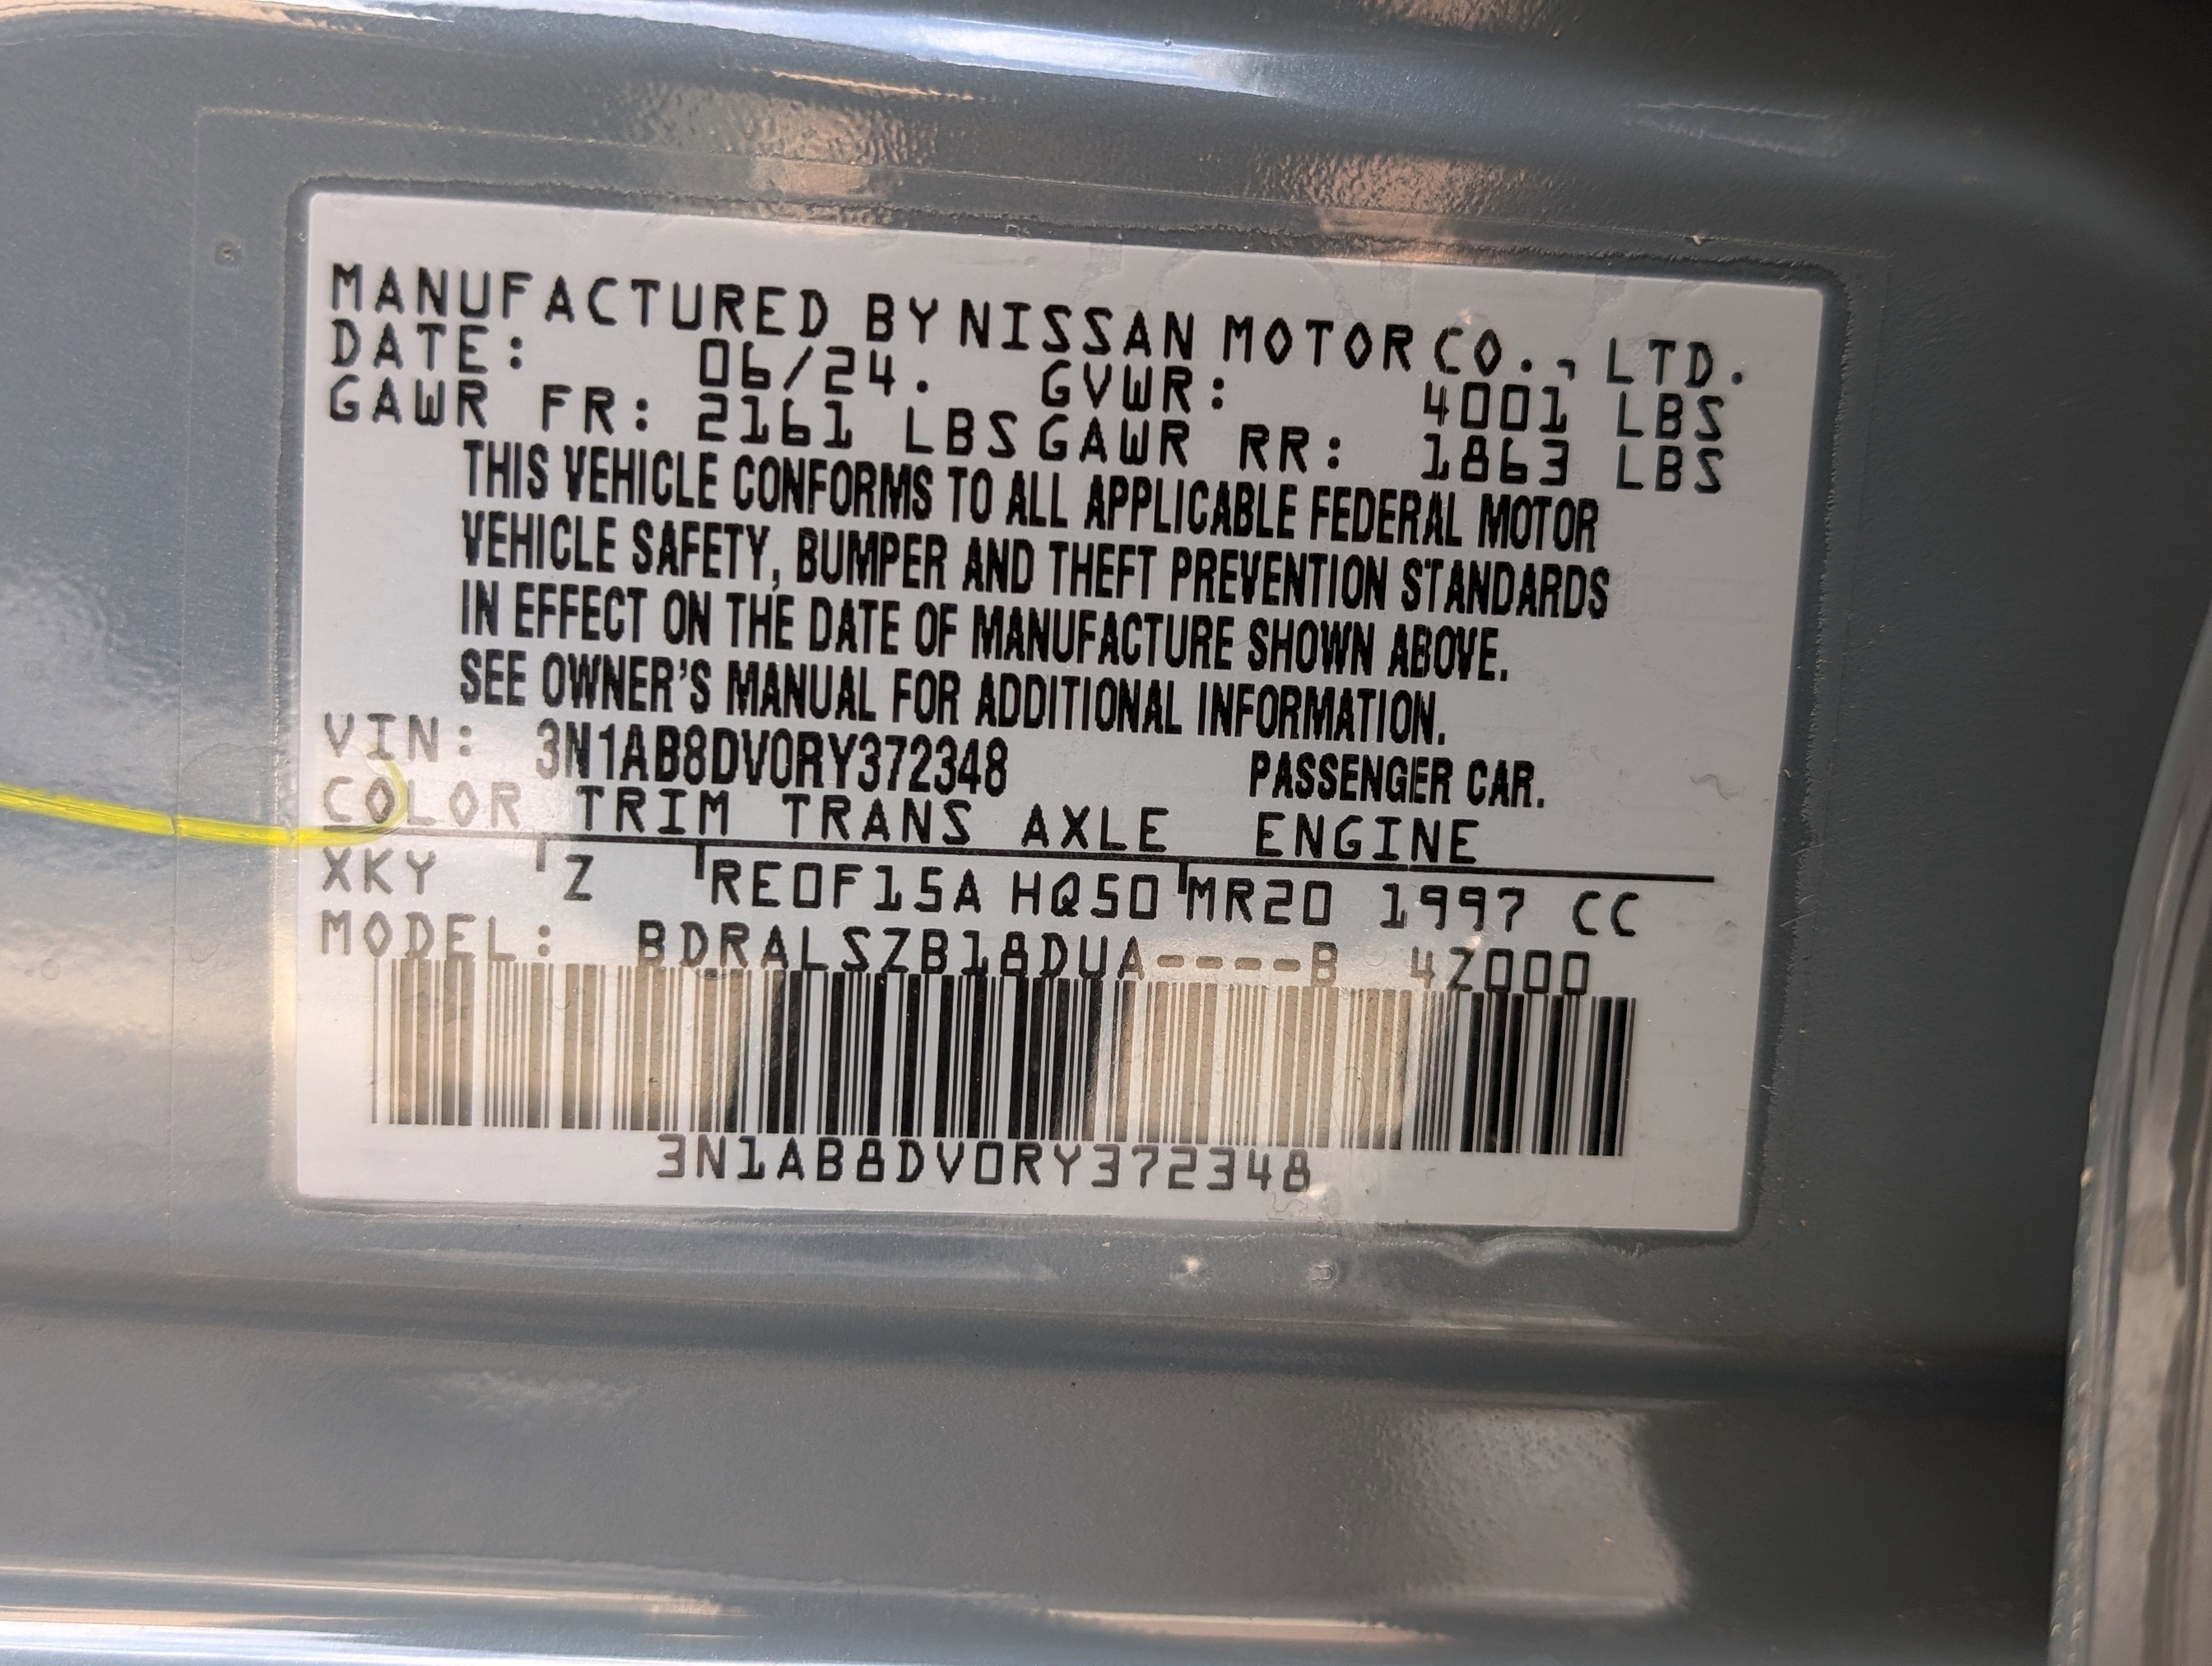 MANUFACTURED BY NISSAN MOTOR CO., LTD.
DATE: 06/24. GVWR: 4001 LBS
GAWR FR: 2161 LBS GAWR RR: 1863 LBS
THIS VEHICLE CONFORMS TO ALL APPLICABLE FEDERAL MOTOR
VEHICLE SAFETY, BUMPER AND THEFT PREVENTION STANDARDS
IN EFFECT ON THE DATE OF MANUFACTURE SHOWN ABOVE.
SEE OWNER'S MANUAL FOR ADDITIONAL INFORMATION.
VIN: 3N1AB8DV0RY372348 PASSENGER CAR.
COLOR TRIM TRANS AXLE ENGINE
XKY Z RE0F15A HQ50 MR20 1997 CC
MODEL: BDRALSZB18DUA----B 4Z000
3N1AB8DV0RY372348